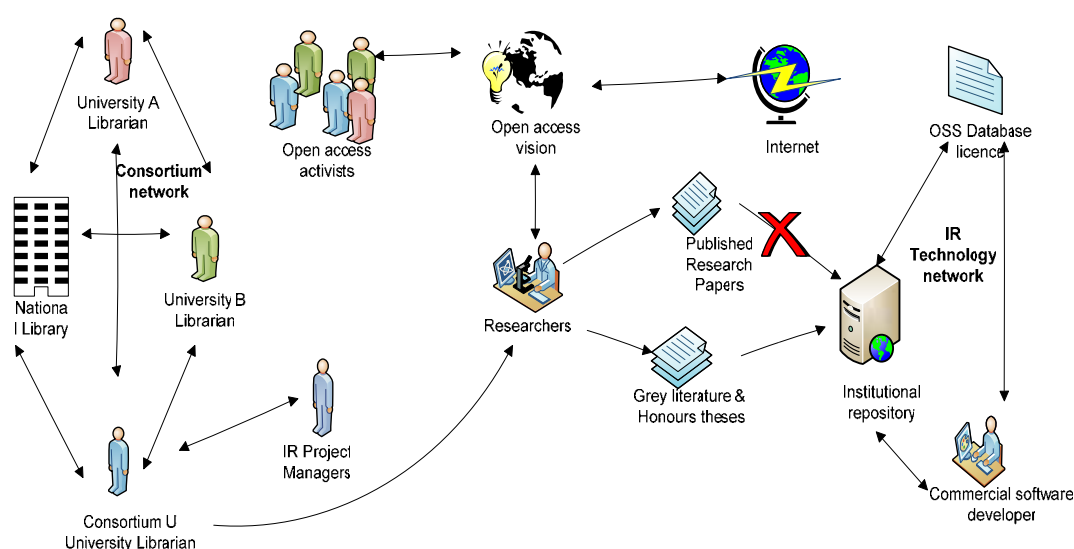 University A
Librarian
Open access
activists
Open access
vision
Internet
OSS Database
licence
Consortium
network
Nationa
l Library
University B
Librarian
Researchers
Published
Research
Papers
IR
Technology
network
Grey literature &
Honours theses
Institutional
repository
IR Project
Managers
Commercial software
developer
Consortium U
University Librarian